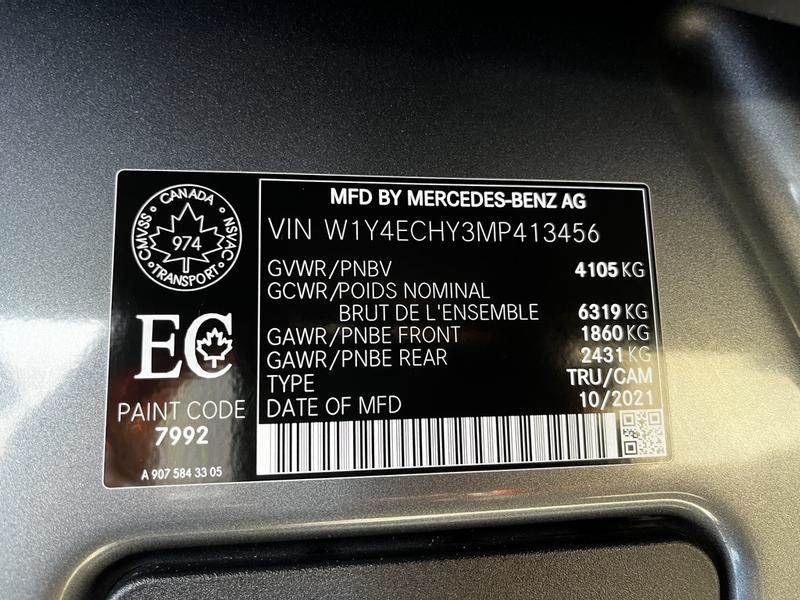 CANADA
CMVSS NSVAC
974
TRANSPORT
EC
PAINT CODE
7992
A 907 584 33 05
MFD BY MERCEDES-BENZ AG
VIN W1Y4ECHY3MP413456
GVWR/PNBV 4105 KG
GCWR/POIDS NOMINAL
BRUT DE L'ENSEMBLE 6319 KG
GAWR/PNBE FRONT 1860 KG
GAWR/PNBE REAR 2431 KG
TYPE TRU/CAM
DATE OF MFD 10/2021